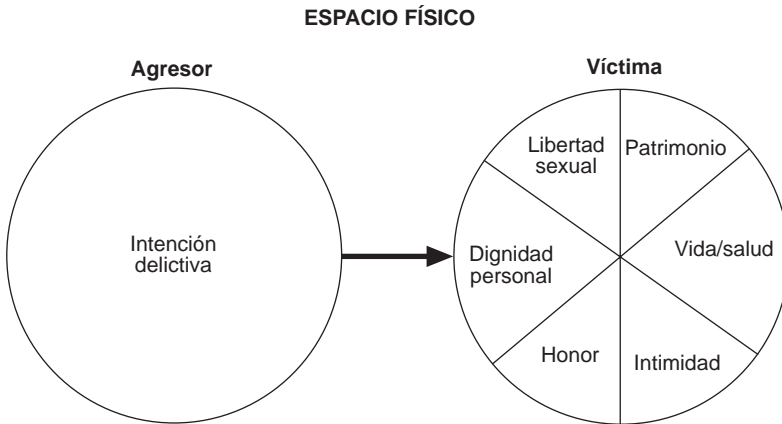 ESPACIO FÍSICO
Agresor
Víctima
Intención
delictiva
Libertad
sexual
Patrimonio
Dignidad
personal
Vida/salud
Honor
Intimidad